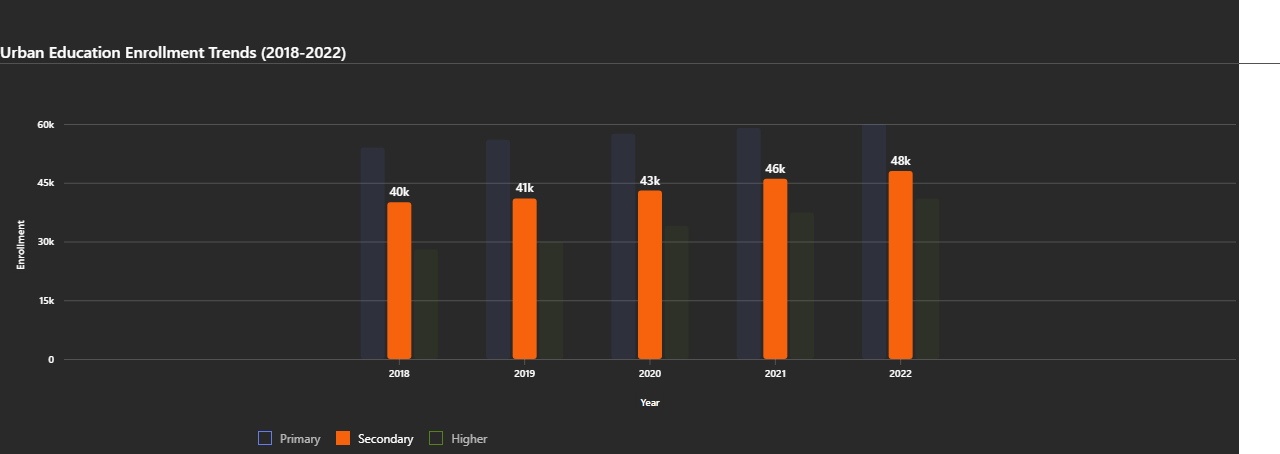 Urban Education Enrollment Trends (2018-2022)
60k
45k
30k
15k
0
Enrollment
40k
41k
43k
46k
48k
2018 2019 2020 2021 2022
Year
Primary Secondary Higher